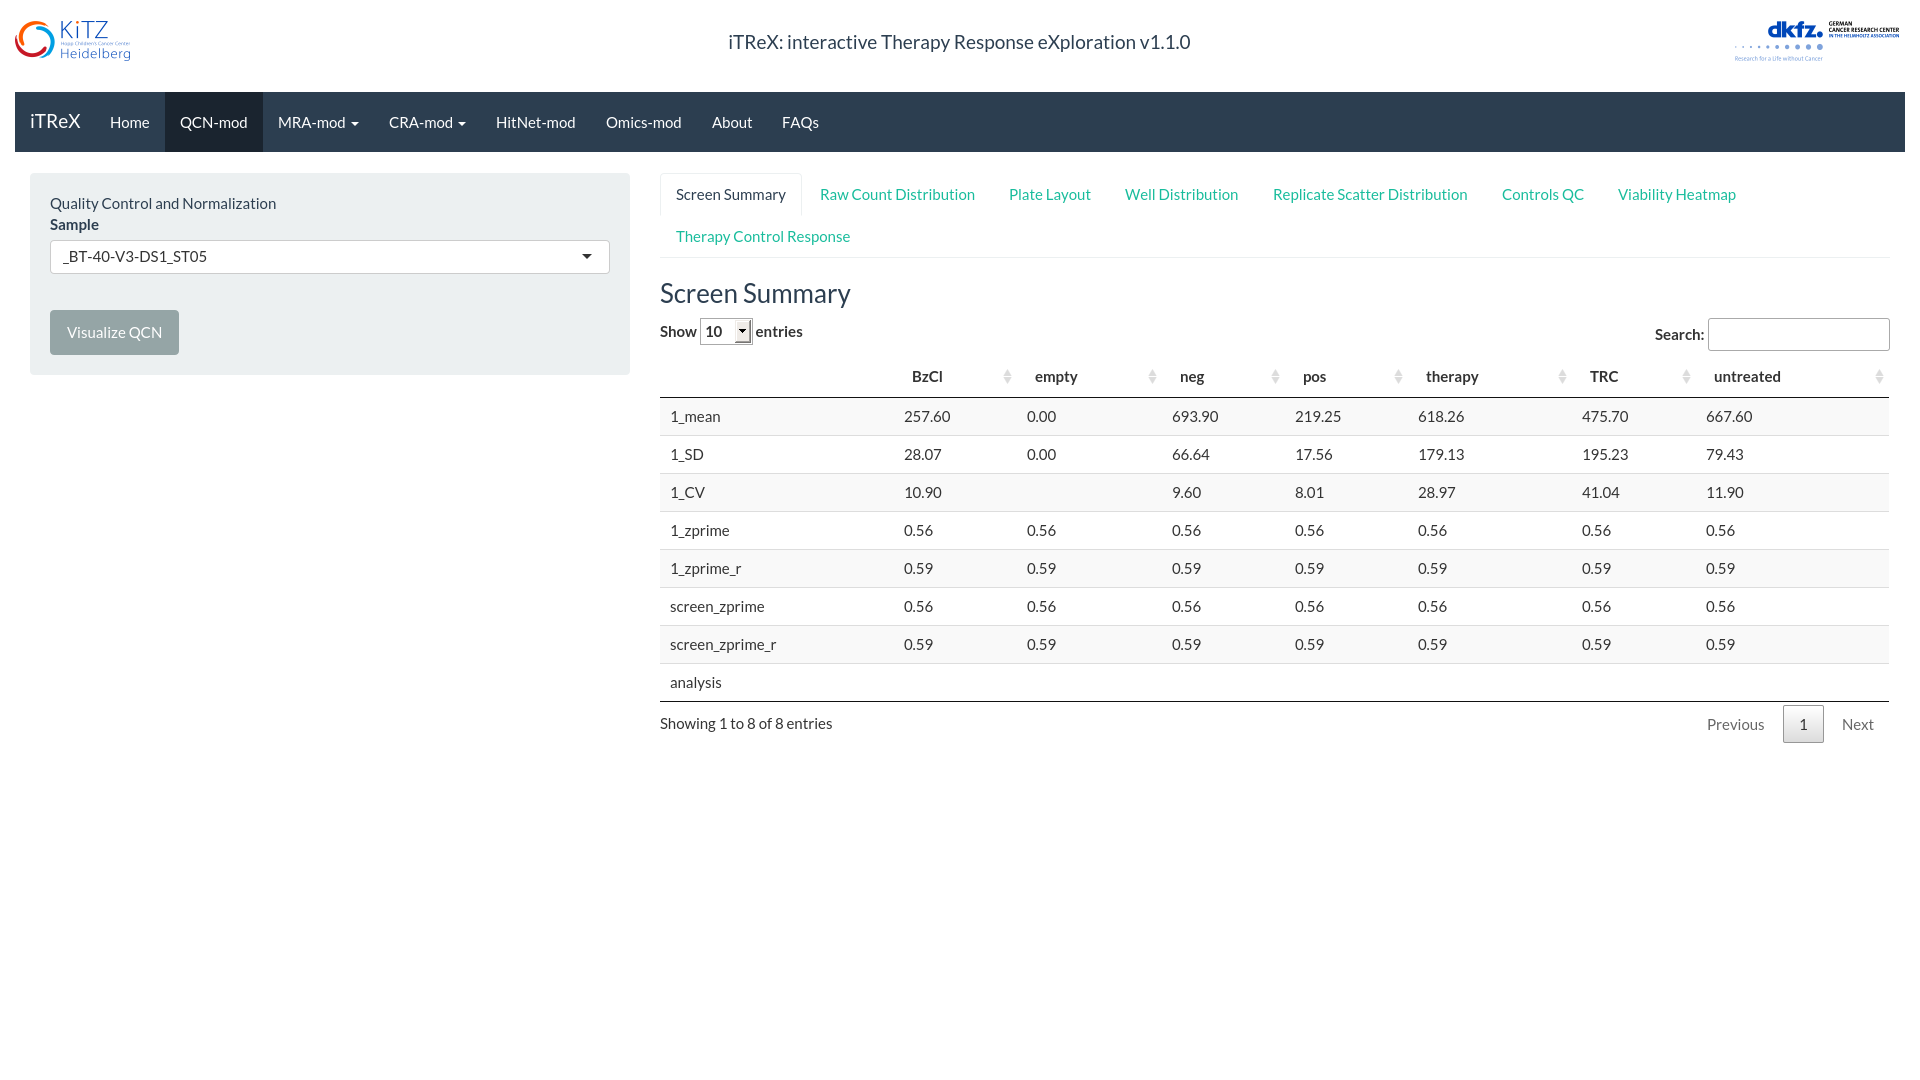 KiTZ
Hopp Children's Cancer Center
Heidelberg
iTReX: interactive Therapy Response eXploration v1.1.0
dkfz.
GERMAN
CANCER RESEARCH CENTER
IN THE HELMHOLTZ ASSOCIATION
Research for a Life without Cancer
iTReX Home QCN-mod MRA-mod CRA-mod HitNet-mod Omics-mod About FAQs
Quality Control and Normalization
Sample
_BT-40-V3-DS1_ST05
Visualize QCN
Screen Summary Raw Count Distribution Plate Layout Well Distribution Replicate Scatter Distribution Controls QC Viability Heatmap
Therapy Control Response
Screen Summary
Show 10 entries
Search:
BzCl empty neg pos therapy TRC untreated
1_mean 257.60 0.00 693.90 219.25 618.26 475.70 667.60
1_SD 28.07 0.00 66.64 17.56 179.13 195.23 79.43
1_CV 10.90 9.60 8.01 28.97 41.04 11.90
1_zprime 0.56 0.56 0.56 0.56 0.56 0.56 0.56
1_zprime_r 0.59 0.59 0.59 0.59 0.59 0.59 0.59
screen_zprime 0.56 0.56 0.56 0.56 0.56 0.56 0.56
screen_zprime_r 0.59 0.59 0.59 0.59 0.59 0.59 0.59
analysis
Showing 1 to 8 of 8 entries
Previous 1 Next